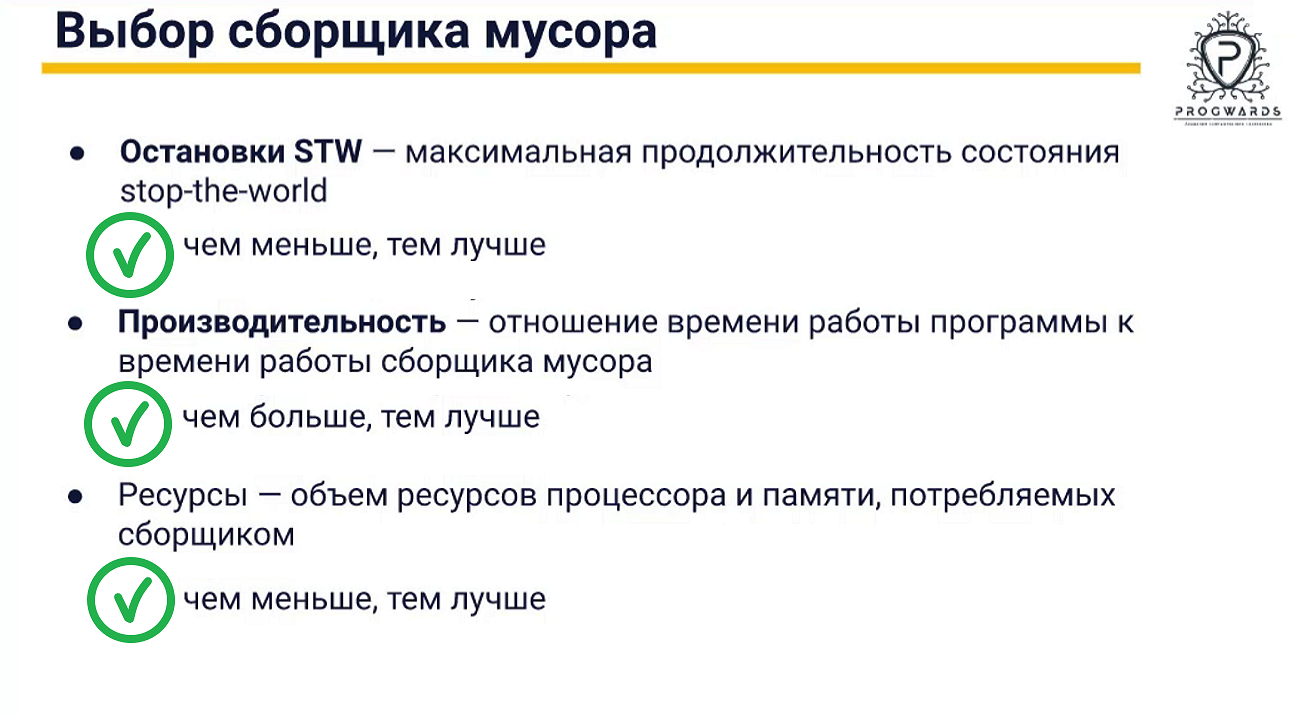 Выбор сборщика мусора
PROGWARDS
● Остановки STW — максимальная продолжительность состояния
stop-the-world
чем меньше, тем лучше
● Производительность — отношение времени работы программы к
времени работы сборщика мусора
чем больше, тем лучше
● Ресурсы — объем ресурсов процессора и памяти, потребляемых
сборщиком
чем меньше, тем лучше